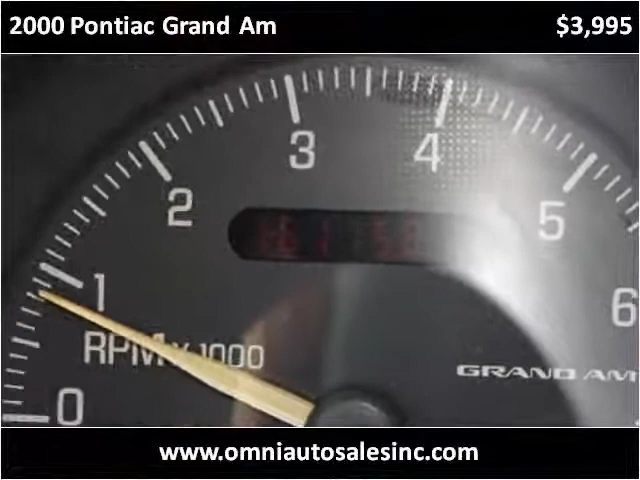 2000 Pontiac Grand Am $3,995
3 4
2 5
1 6
RPM x 1000
GRAND AM
0
www.omniautosalesinc.com